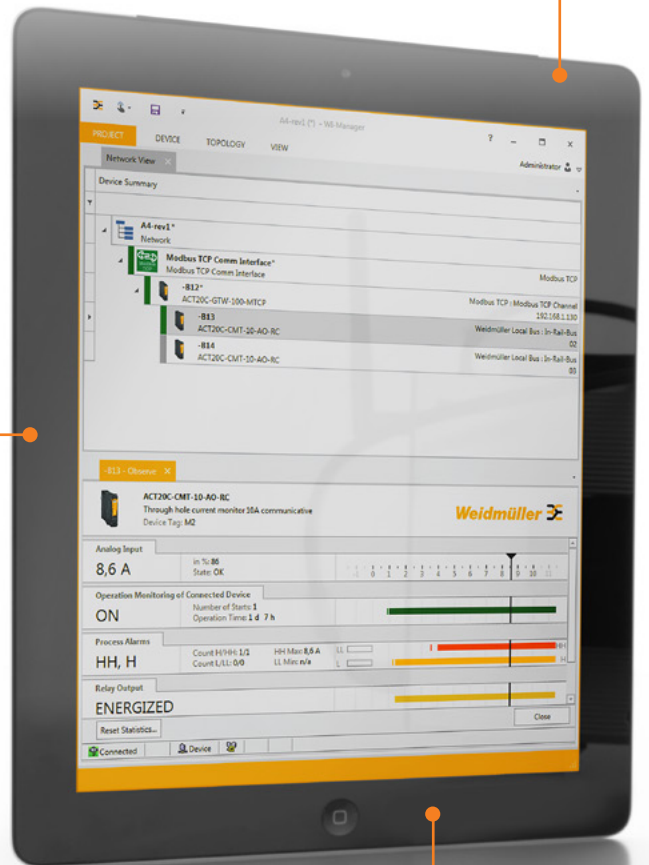 A4-rev1 (*) - WI-Manager
? – □ x
PROJECT DEVICE TOPOLOGY VIEW
Administrator
Network View ×
Device Summary
A4-rev1*
Network
Modbus TCP Comm Interface*
Modbus TCP Comm Interface
Modbus TCP
-B12*
ACT20C-GTW-100-MTCP
Modbus TCP : Modbus TCP Channel
192.168.1.130
-B13
ACT20C-CMT-10-AO-RC
Weidmüller Local Bus : In-Rail-Bus
02
-B14
ACT20C-CMT-10-AO-RC
Weidmüller Local Bus : In-Rail-Bus
03
-B13 - Observe ×
ACT20C-CMT-10-AO-RC
Through hole current monitor 10A communicative
Device Tag: M2
Weidmüller
Analog Input
8,6 A
in %: 86
State: OK
-1 0 1 2 3 4 5 6 7 8 9 10 11
Operation Monitoring of Connected Device
ON
Number of Starts: 1
Operation Time: 1 d 7 h
Process Alarms
HH, H
Count H/HH: 1/1 HH Max: 8,6 A LL HH
Count L/LL: 0/0 LL Min: n/a L H
Relay Output
ENERGIZED
Reset Statistics...
Close
Connected Device